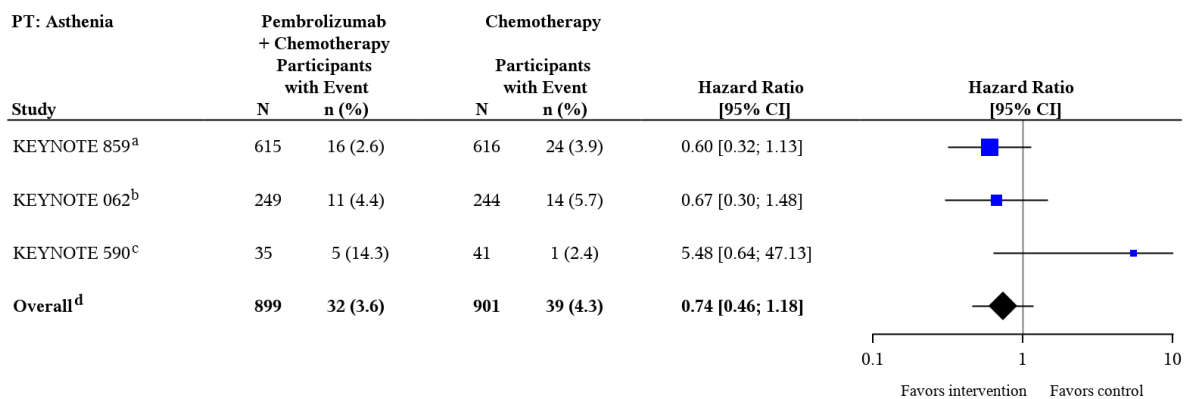 PT: Asthenia Pembrolizumab Chemotherapy
+ Chemotherapy
Participants Participants
with Event with Event Hazard Ratio Hazard Ratio
Study N n (%) N n (%) [95% CI] [95% CI]
KEYNOTE 859a 615 16 (2.6) 616 24 (3.9) 0.60 [0.32; 1.13]
KEYNOTE 062b 249 11 (4.4) 244 14 (5.7) 0.67 [0.30; 1.48]
KEYNOTE 590c 35 5 (14.3) 41 1 (2.4) 5.48 [0.64; 47.13]
Overalld 899 32 (3.6) 901 39 (4.3) 0.74 [0.46; 1.18]
0.1 1 10
Favors intervention Favors control